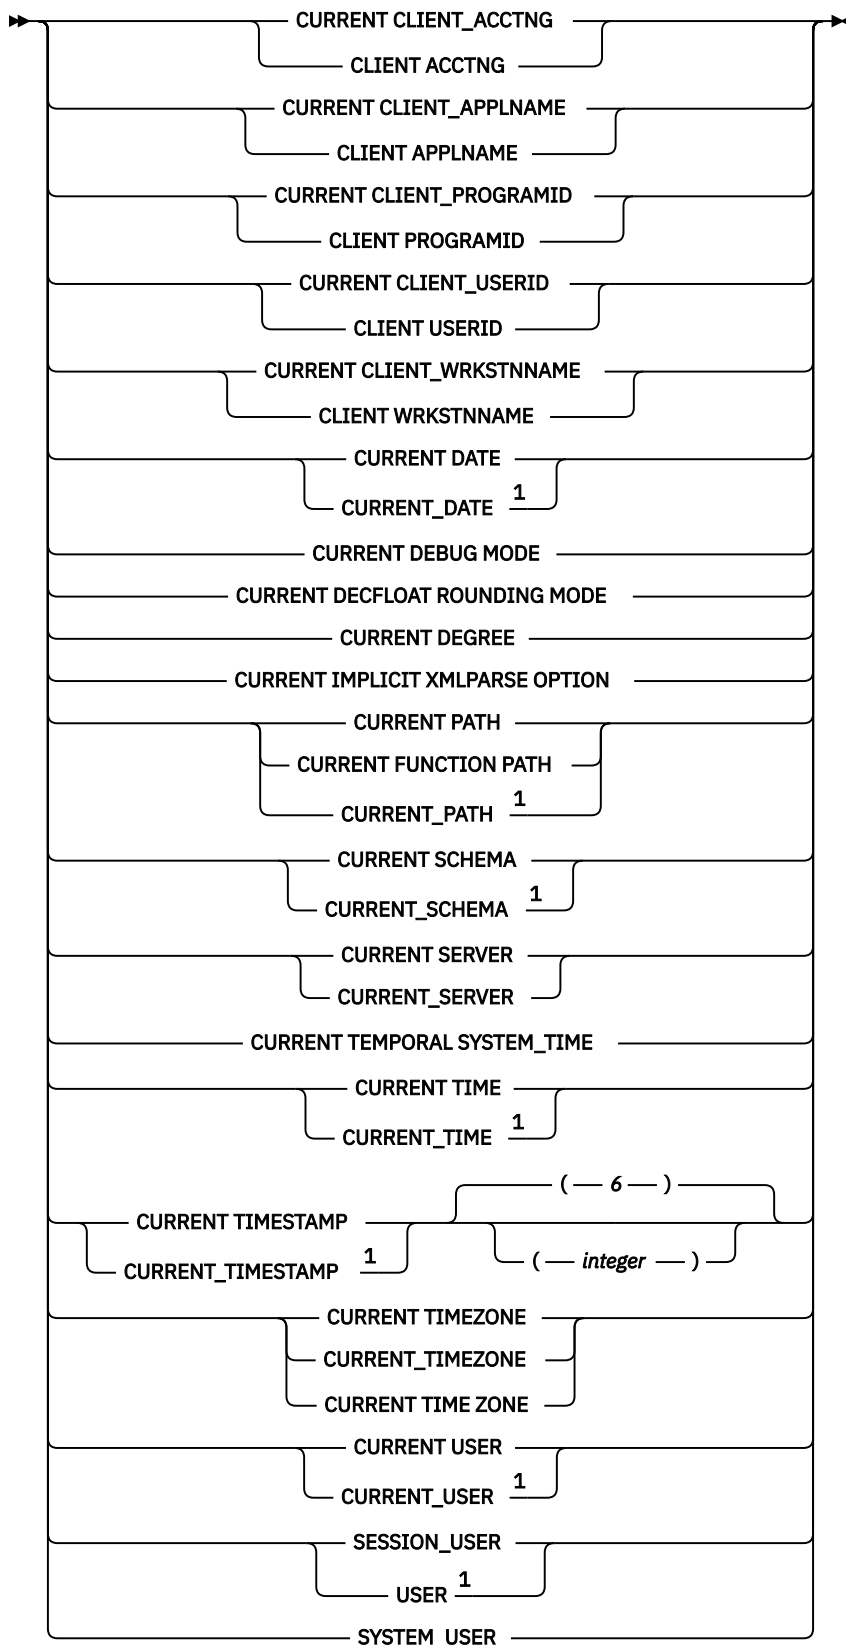 CURRENT CLIENT_ACCTNG
CLIENT ACCTNG
CURRENT CLIENT_APPLNAME
CLIENT APPLNAME
CURRENT CLIENT_PROGRAMID
CLIENT PROGRAMID
CURRENT CLIENT_USERID
CLIENT USERID
CURRENT CLIENT_WRKSTNNAME
CLIENT WRKSTNNAME
CURRENT DATE
CURRENT_DATE 1
CURRENT DEBUG MODE
CURRENT DECFLOAT ROUNDING MODE
CURRENT DEGREE
CURRENT IMPLICIT XMLPARSE OPTION
CURRENT PATH
CURRENT FUNCTION PATH
CURRENT_PATH 1
CURRENT SCHEMA
CURRENT_SCHEMA 1
CURRENT SERVER
CURRENT_SERVER
CURRENT TEMPORAL SYSTEM_TIME
CURRENT TIME
CURRENT_TIME 1
( 6 )
CURRENT TIMESTAMP
CURRENT_TIMESTAMP 1
( integer )
CURRENT TIMEZONE
CURRENT_TIMEZONE
CURRENT TIME ZONE
CURRENT USER
CURRENT_USER 1
SESSION_USER
USER 1
SYSTEM_USER